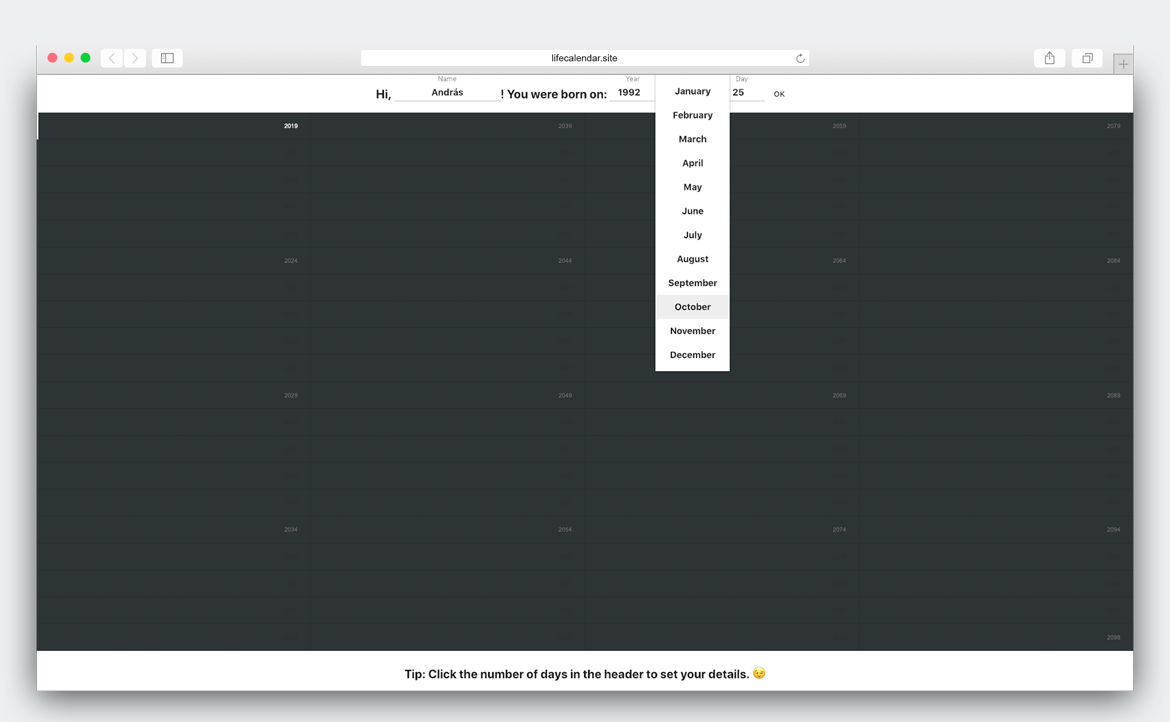 lifecalendar.site
Name
Year
Day
Hi, András ! You were born on: 1992
25
OK
January
February
March
April
May
June
July
August
September
October
November
December
2019 2039 2059 2079
2024 2044 2064 2084
2029 2049 2069 2089
2034 2054 2074 2094
2098
Tip: Click the number of days in the header to set your details. 😉